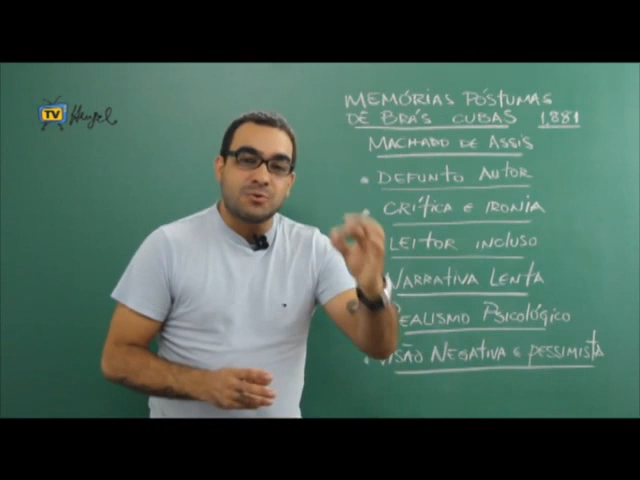 TV Hengel
MEMÓRIAS PÓSTUMAS
DE BRÁS CUBAS 1881
MACHADO DE ASSIS
• DEFUNTO AUTOR
• CRÍTICA E IRONIA
LEITOR INCLUSO
NARRATIVA LENTA
REALISMO PSICOLÓGICO
• VISÃO NEGATIVA E PESSIMISTA